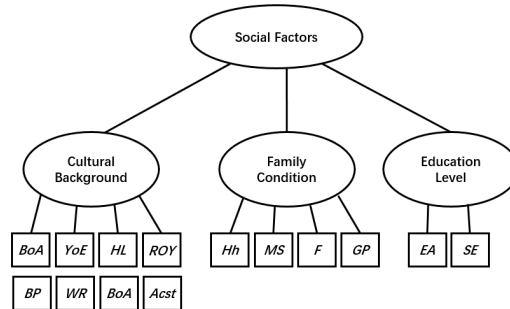 Social Factors
Cultural
Background
Family
Condition
Education
Level
BoA YoE HL ROY
Hh MS F GP
EA SE
BP WR BoA Acst